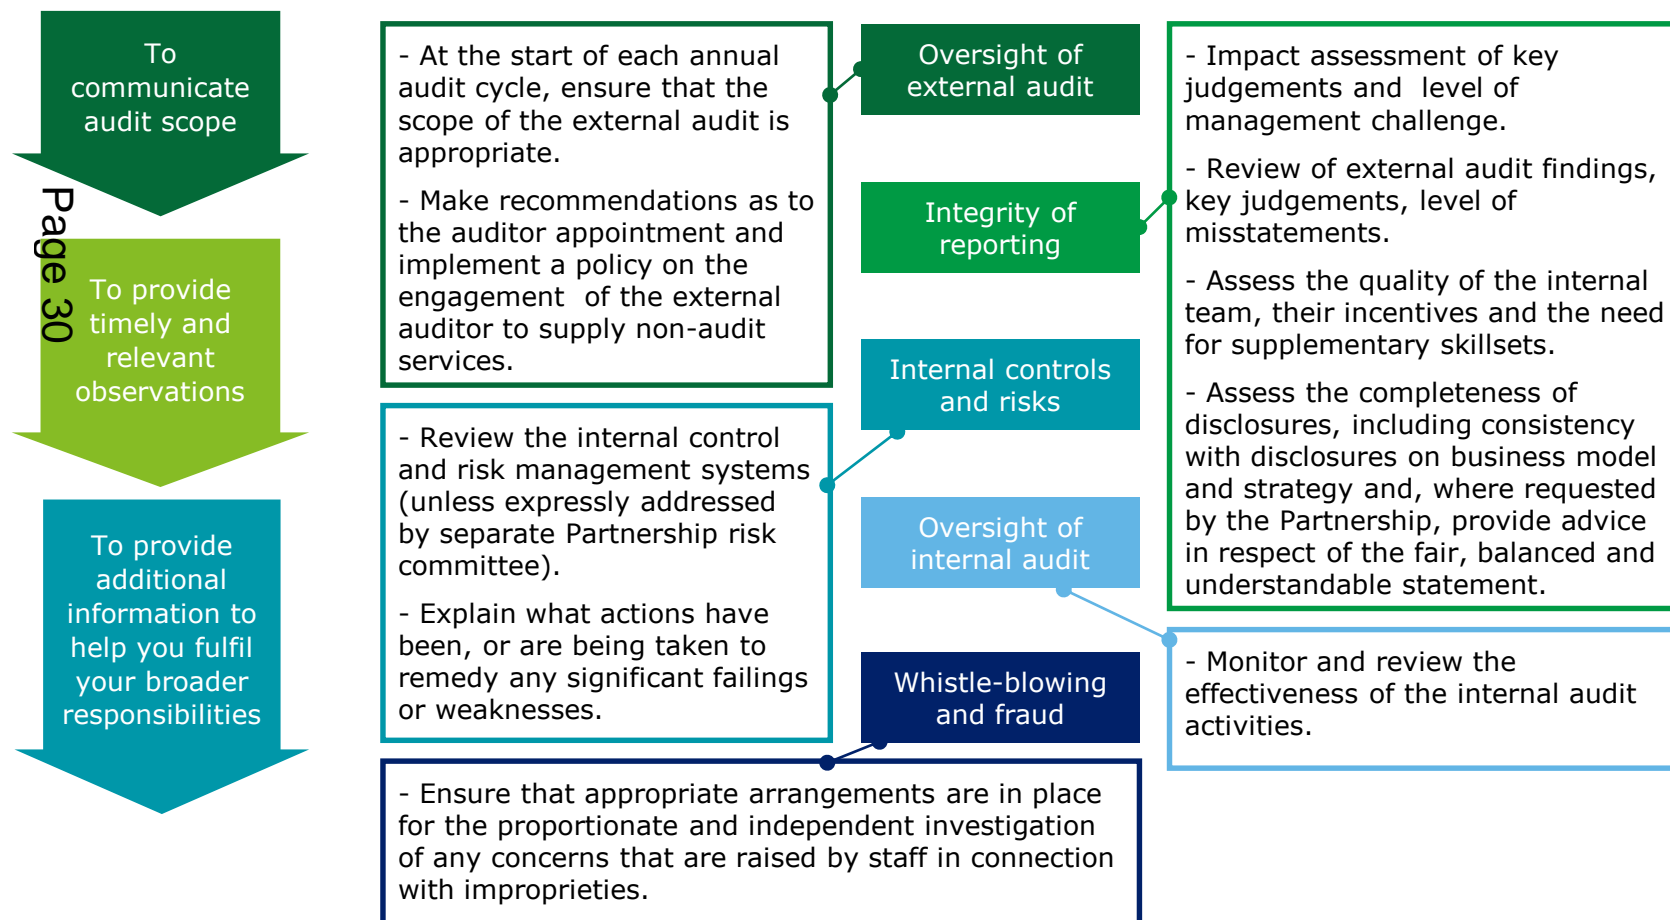 To
communicate
audit scope
Page 30
To provide
timely and
relevant
observations
To provide
additional
information to
help you fulfil
your broader
responsibilities
- At the start of each annual
audit cycle, ensure that the
scope of the external audit is
appropriate.
- Make recommendations as to
the auditor appointment and
implement a policy on the
engagement of the external
auditor to supply non-audit
services.
- Review the internal control
and risk management systems
(unless expressly addressed
by separate Partnership risk
committee).
- Explain what actions have
been, or are being taken to
remedy any significant failings
or weaknesses.
- Ensure that appropriate arrangements are in place
for the proportionate and independent investigation
of any concerns that are raised by staff in connection
with improprieties.
Oversight of
external audit
Integrity of
reporting
Internal controls
and risks
Oversight of
internal audit
Whistle-blowing
and fraud
- Impact assessment of key
judgements and level of
management challenge.
- Review of external audit findings,
key judgements, level of
misstatements.
- Assess the quality of the internal
team, their incentives and the need
for supplementary skillsets.
- Assess the completeness of
disclosures, including consistency
with disclosures on business model
and strategy and, where requested
by the Partnership, provide advice
in respect of the fair, balanced and
understandable statement.
- Monitor and review the
effectiveness of the internal audit
activities.